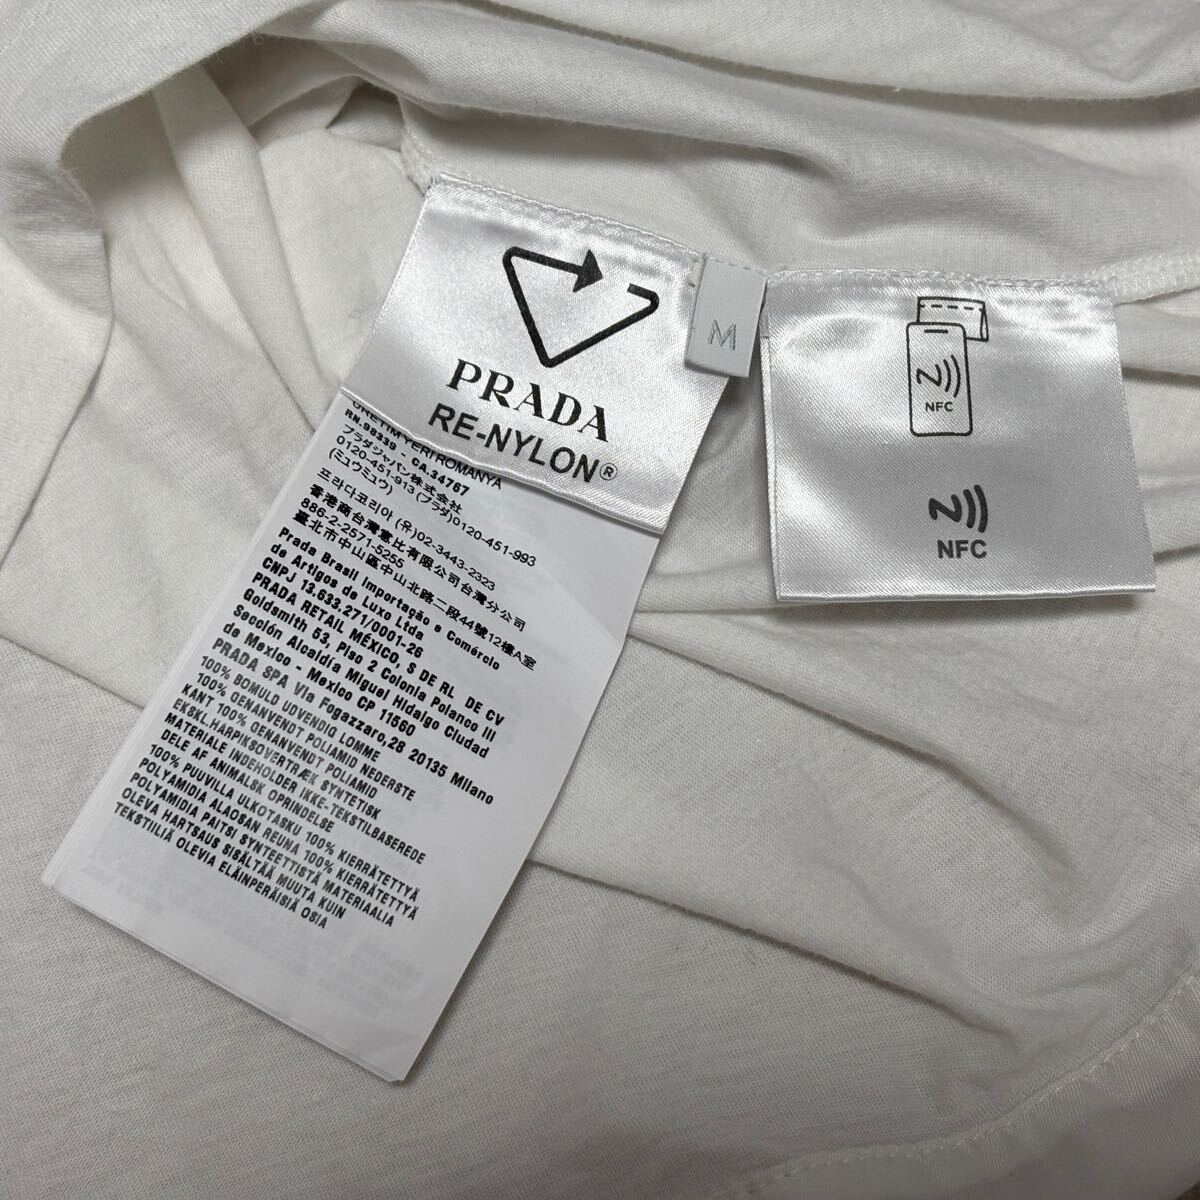 PRADA
RE-NYLON®
M
NFC
NFC
ÜRETİM YERİ ROMANYA
RN.98339 - CA.34767
プラダジャパン株式会社
0120-451-913 (プラダ)0120-451-993
(ミュウミュウ)
프라다코리아 (유)02-3443-2323
香港商台灣意比有限公司台灣分公司
886-2-2571-5255
臺北市中山區中山北路二段44號12樓A室
Prada Brasil Importação e Comércio
de Artigos de Luxo Ltda
CNPJ 13.633.271/0001-26
PRADA RETAIL MÉXICO, S DE RL DE CV
Goldsmith 53, Piso 2 Colonia Polanco III
Sección Alcaldía Miguel Hidalgo Ciudad
de Mexico - Mexico CP 11560
PRADA SPA Via Fogazzaro,28 20135 Milano
100% BOMULD UDVENDIG LOMME
100% GENANVENDT POLIAMID NEDERSTE
KANT 100% GENANVENDT POLIAMID
EKSKL.HARPIKSOVERTRÆK SYNTETISK
MATERIALE INDEHOLDER IKKE-TEKSTILBASEREDE
DELE AF ANIMALSK OPRINDELSE
100% PUUVILLA ULKOTASKU 100% KIERRÄTETTYÄ
POLYAMIDIA ALAOSAN REUNA 100% KIERRÄTETTYÄ
POLYAMIDIA PAITSI SYNTEETTISTÄ MATERIAALIA
OLEVA HARTSAUS SISÄLTÄÄ MUUTA KUIN
TEKSTIILIÄ OLEVIA ELÄINPERÄISIÄ OSIA